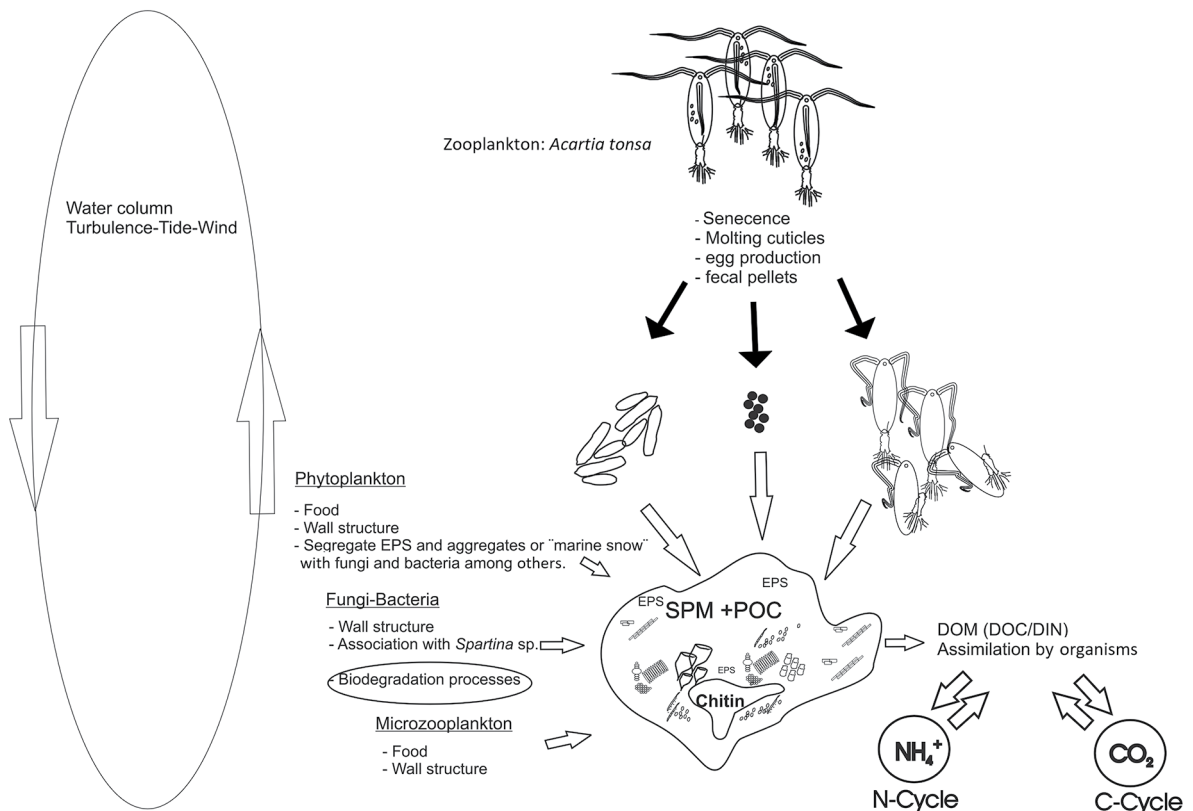 Zooplankton: Acartia tonsa
Water column
Turbulence-Tide-Wind
- Senecence
- Molting cuticles
- egg production
- fecal pellets
Phytoplankton
- Food
- Wall structure
- Segregate EPS and aggregates or ¨marine snow¨
with fungi and bacteria among others.
Fungi-Bacteria
- Wall structure
- Association with Spartina sp.
- Biodegradation processes
Microzooplankton
- Food
- Wall structure
EPS
EPS
SPM +POC
EPS
Chitin
DOM (DOC/DIN)
Assimilation by organisms
NH₄⁺
N-Cycle
CO₂
C-Cycle